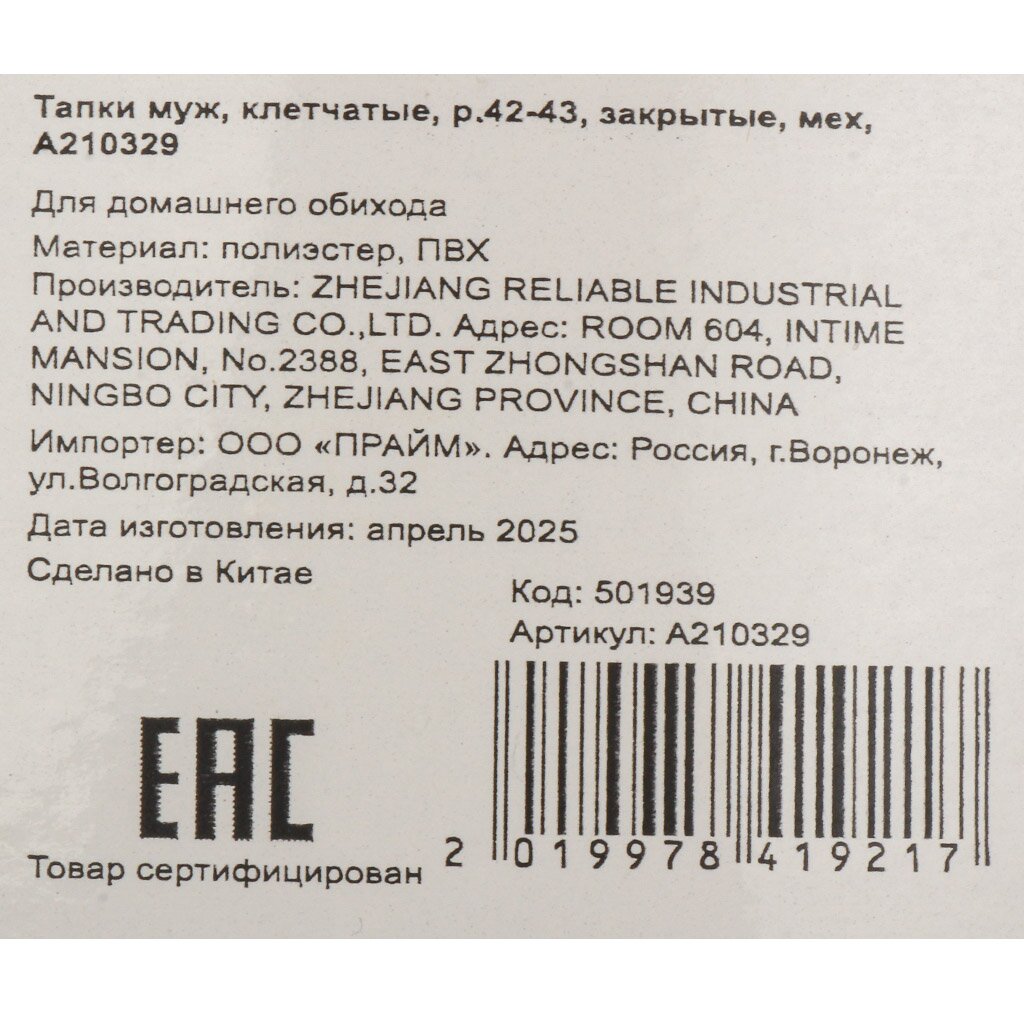 Тапки муж, клетчатые, р.42-43, закрытые, мех,
А210329
Для домашнего обихода
Материал: полиэстер, ПВХ
Производитель: ZHEJIANG RELIABLE INDUSTRIAL
AND TRADING CO.,LTD. Адрес: ROOM 604, INTIME
MANSION, No.2388, EAST ZHONGSHAN ROAD,
NINGBO CITY, ZHEJIANG PROVINCE, CHINA
Импортер: ООО «ПРАЙМ». Адрес: Россия, г.Воронеж,
ул.Волгоградская, д.32
Дата изготовления: апрель 2025
Сделано в Китае
Код: 501939
Артикул: А210329
EAC
Товар сертифицирован
2 019978 419217